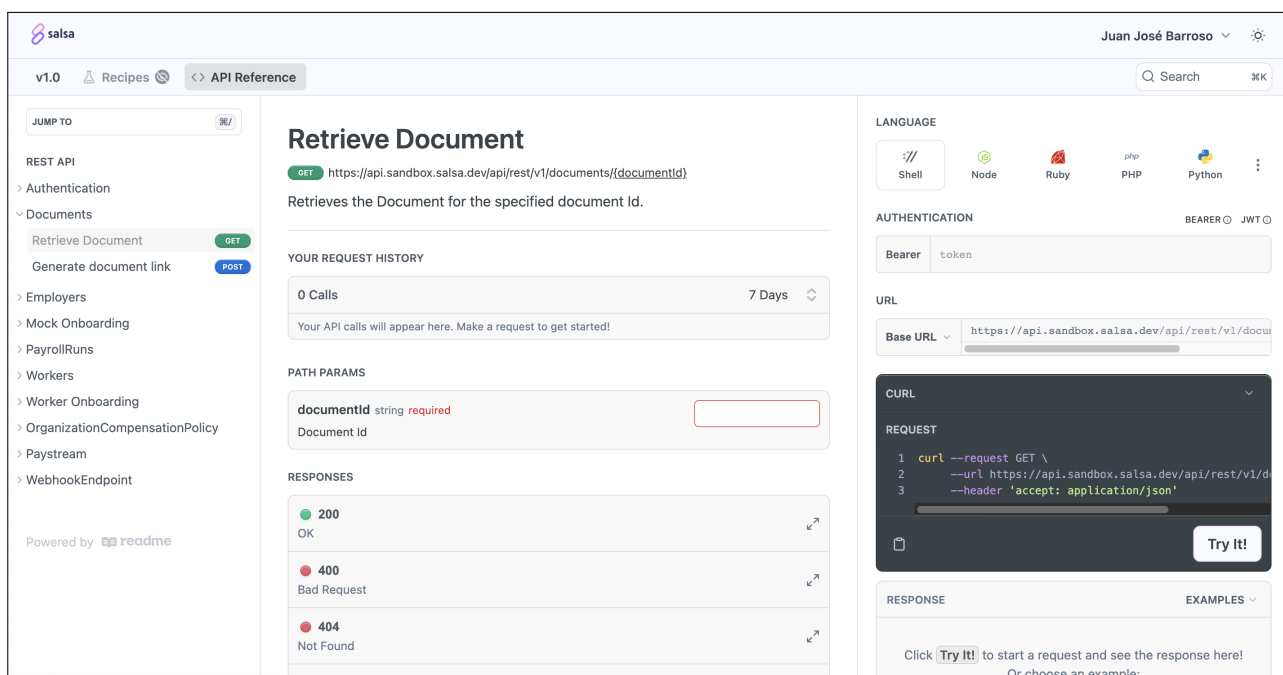 salsa
Juan José Barroso
v1.0
Recipes
<> API Reference
Search
⌘K
JUMP TO
⌘/
REST API
Authentication
Documents
Retrieve Document
GET
Generate document link
POST
Employers
Mock Onboarding
PayrollRuns
Workers
Worker Onboarding
OrganizationCompensationPolicy
Paystream
WebhookEndpoint
Powered by readme
Retrieve Document
GET https://api.sandbox.salsa.dev/api/rest/v1/documents/{documentId}
Retrieves the Document for the specified document Id.
YOUR REQUEST HISTORY
0 Calls
7 Days
Your API calls will appear here. Make a request to get started!
PATH PARAMS
documentId string required
Document Id
RESPONSES
200
OK
400
Bad Request
404
Not Found
LANGUAGE
Shell
Node
Ruby
php
PHP
Python
AUTHENTICATION
BEARER
JWT
Bearer
token
URL
Base URL
https://api.sandbox.salsa.dev/api/rest/v1/docu
CURL
REQUEST
1 curl --request GET \
2 --url https://api.sandbox.salsa.dev/api/rest/v1/d
3 --header 'accept: application/json'
Try It!
RESPONSE
EXAMPLES
Click Try It! to start a request and see the response here!
Or choose an example: